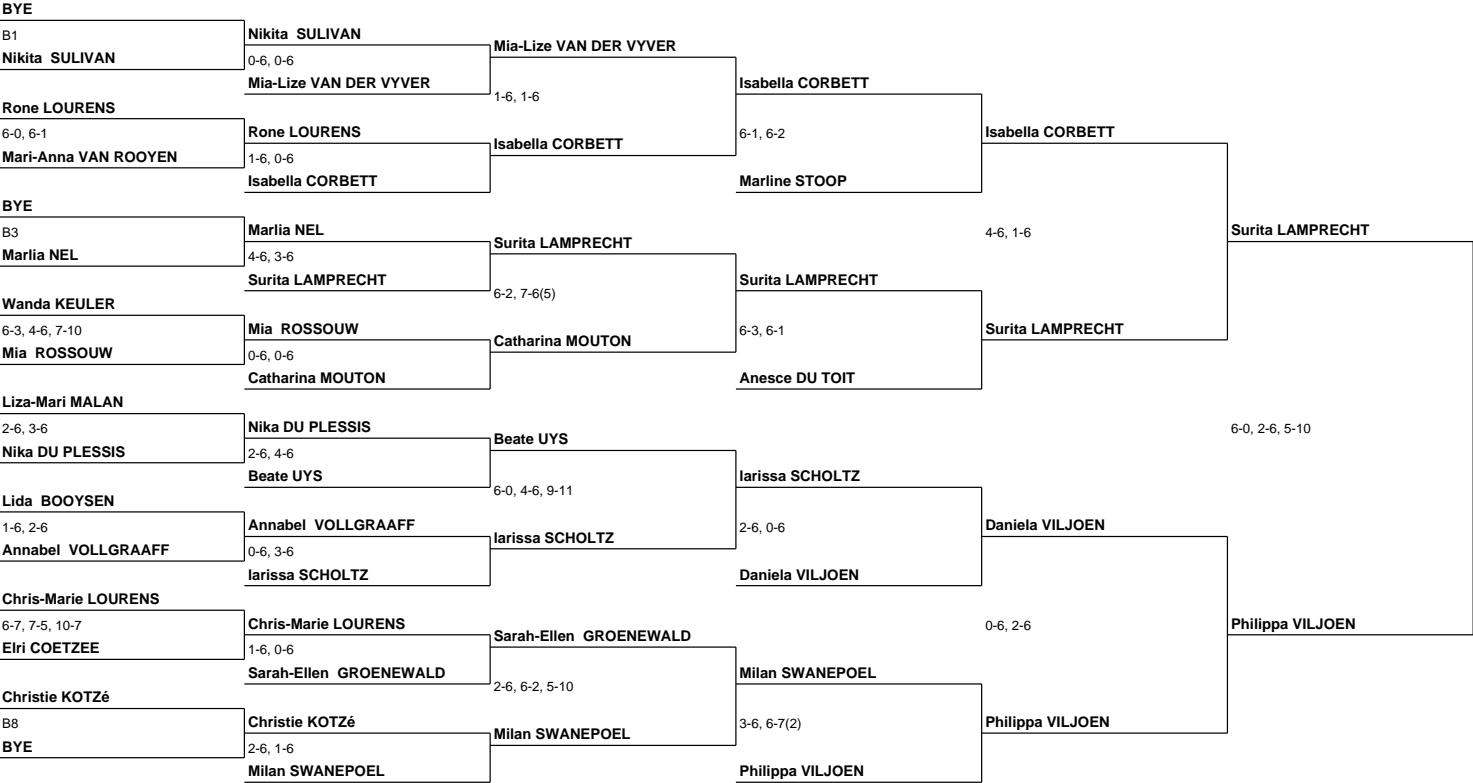 BYE
B1
Nikita SULIVAN
Rone LOURENS
6-0, 6-1
Mari-Anna VAN ROOYEN
BYE
B3
Marlia NEL
Wanda KEULER
6-3, 4-6, 7-10
Mia ROSSOUW
Liza-Mari MALAN
2-6, 3-6
Nika DU PLESSIS
Lida BOOYSEN
1-6, 2-6
Annabel VOLLGRAAFF
Chris-Marie LOURENS
6-7, 7-5, 10-7
Elri COETZEE
Christie KOTZé
B8
BYE
Nikita SULIVAN
0-6, 0-6
Mia-Lize VAN DER VYVER
Rone LOURENS
1-6, 0-6
Isabella CORBETT
Marlia NEL
4-6, 3-6
Surita LAMPRECHT
Mia ROSSOUW
0-6, 0-6
Catharina MOUTON
Nika DU PLESSIS
2-6, 4-6
Beate UYS
Annabel VOLLGRAAFF
0-6, 3-6
larissa SCHOLTZ
Chris-Marie LOURENS
1-6, 0-6
Sarah-Ellen GROENEWALD
Christie KOTZé
2-6, 1-6
Milan SWANEPOEL
Mia-Lize VAN DER VYVER
1-6, 1-6
Isabella CORBETT
Surita LAMPRECHT
6-2, 7-6(5)
Catharina MOUTON
Beate UYS
6-0, 4-6, 9-11
larissa SCHOLTZ
Sarah-Ellen GROENEWALD
2-6, 6-2, 5-10
Milan SWANEPOEL
Isabella CORBETT
6-1, 6-2
Marline STOOP
Surita LAMPRECHT
6-3, 6-1
Anesce DU TOIT
larissa SCHOLTZ
2-6, 0-6
Daniela VILJOEN
Milan SWANEPOEL
3-6, 6-7(2)
Philippa VILJOEN
Isabella CORBETT
4-6, 1-6
Surita LAMPRECHT
Daniela VILJOEN
0-6, 2-6
Philippa VILJOEN
Surita LAMPRECHT
6-0, 2-6, 5-10
Philippa VILJOEN